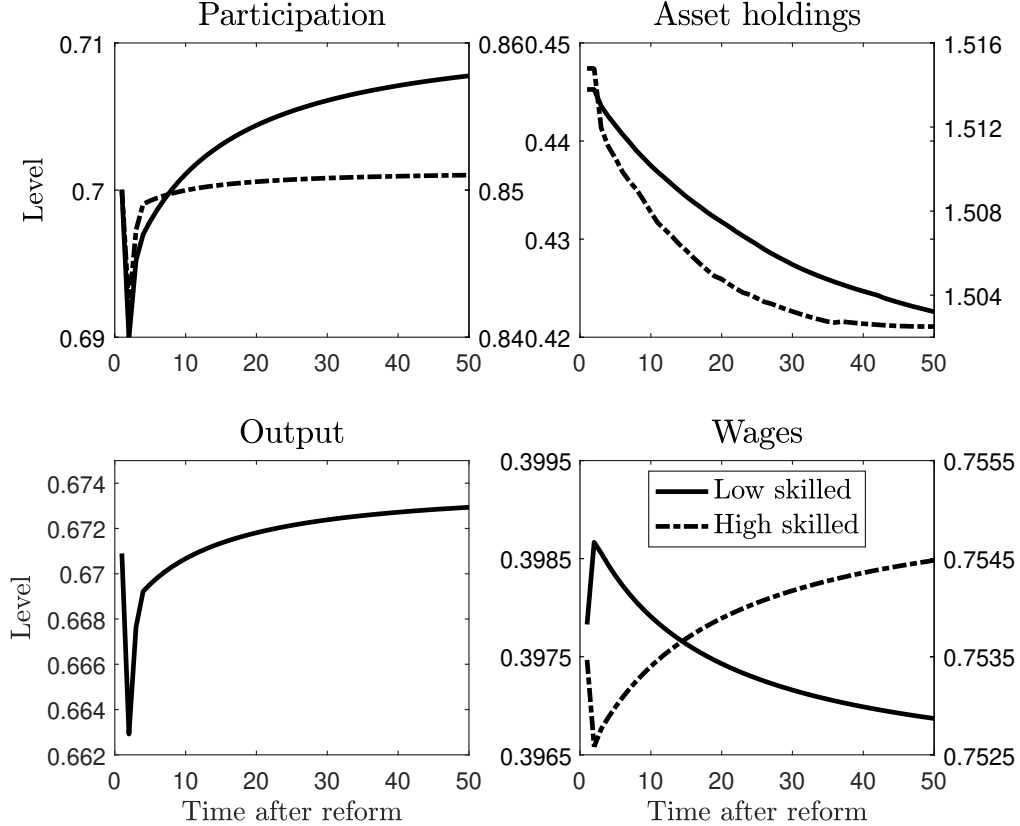 Participation
Asset holdings
0.71
0.7
0.69
Level
0.860
0.85
0.840
0 10 20 30 40 50
0.45
0.44
0.43
0.42
1.516
1.512
1.508
1.504
0 10 20 30 40 50
Output
Wages
0.674
0.672
0.67
0.668
0.666
0.664
0.662
Level
0 10 20 30 40 50
Time after reform
0.3995
0.3985
0.3975
0.3965
Low skilled
High skilled
0.7555
0.7545
0.7535
0.7525
0 10 20 30 40 50
Time after reform